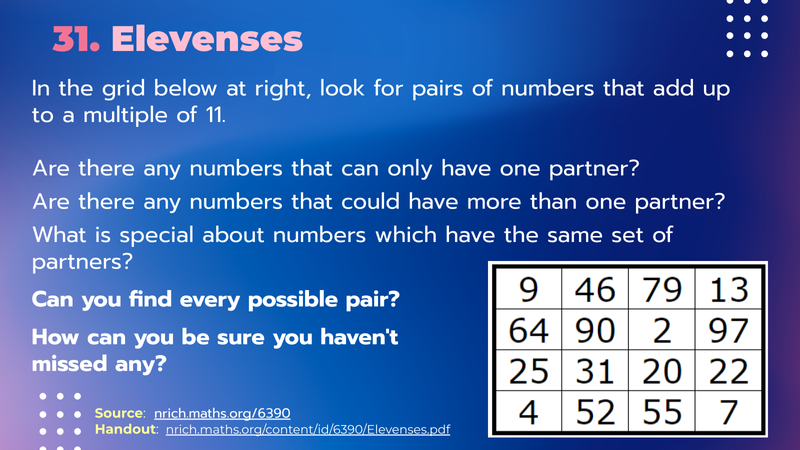 31. Elevenses
In the grid below at right, look for pairs of numbers that add up
to a multiple of 11.
Are there any numbers that can only have one partner?
Are there any numbers that could have more than one partner?
What is special about numbers which have the same set of
partners?
Can you find every possible pair?
How can you be sure you haven't
missed any?
9 46 79 13
64 90 2 97
25 31 20 22
4 52 55 7
Source: nrich.maths.org/6390
Handout: nrich.maths.org/content/id/6390/Elevenses.pdf